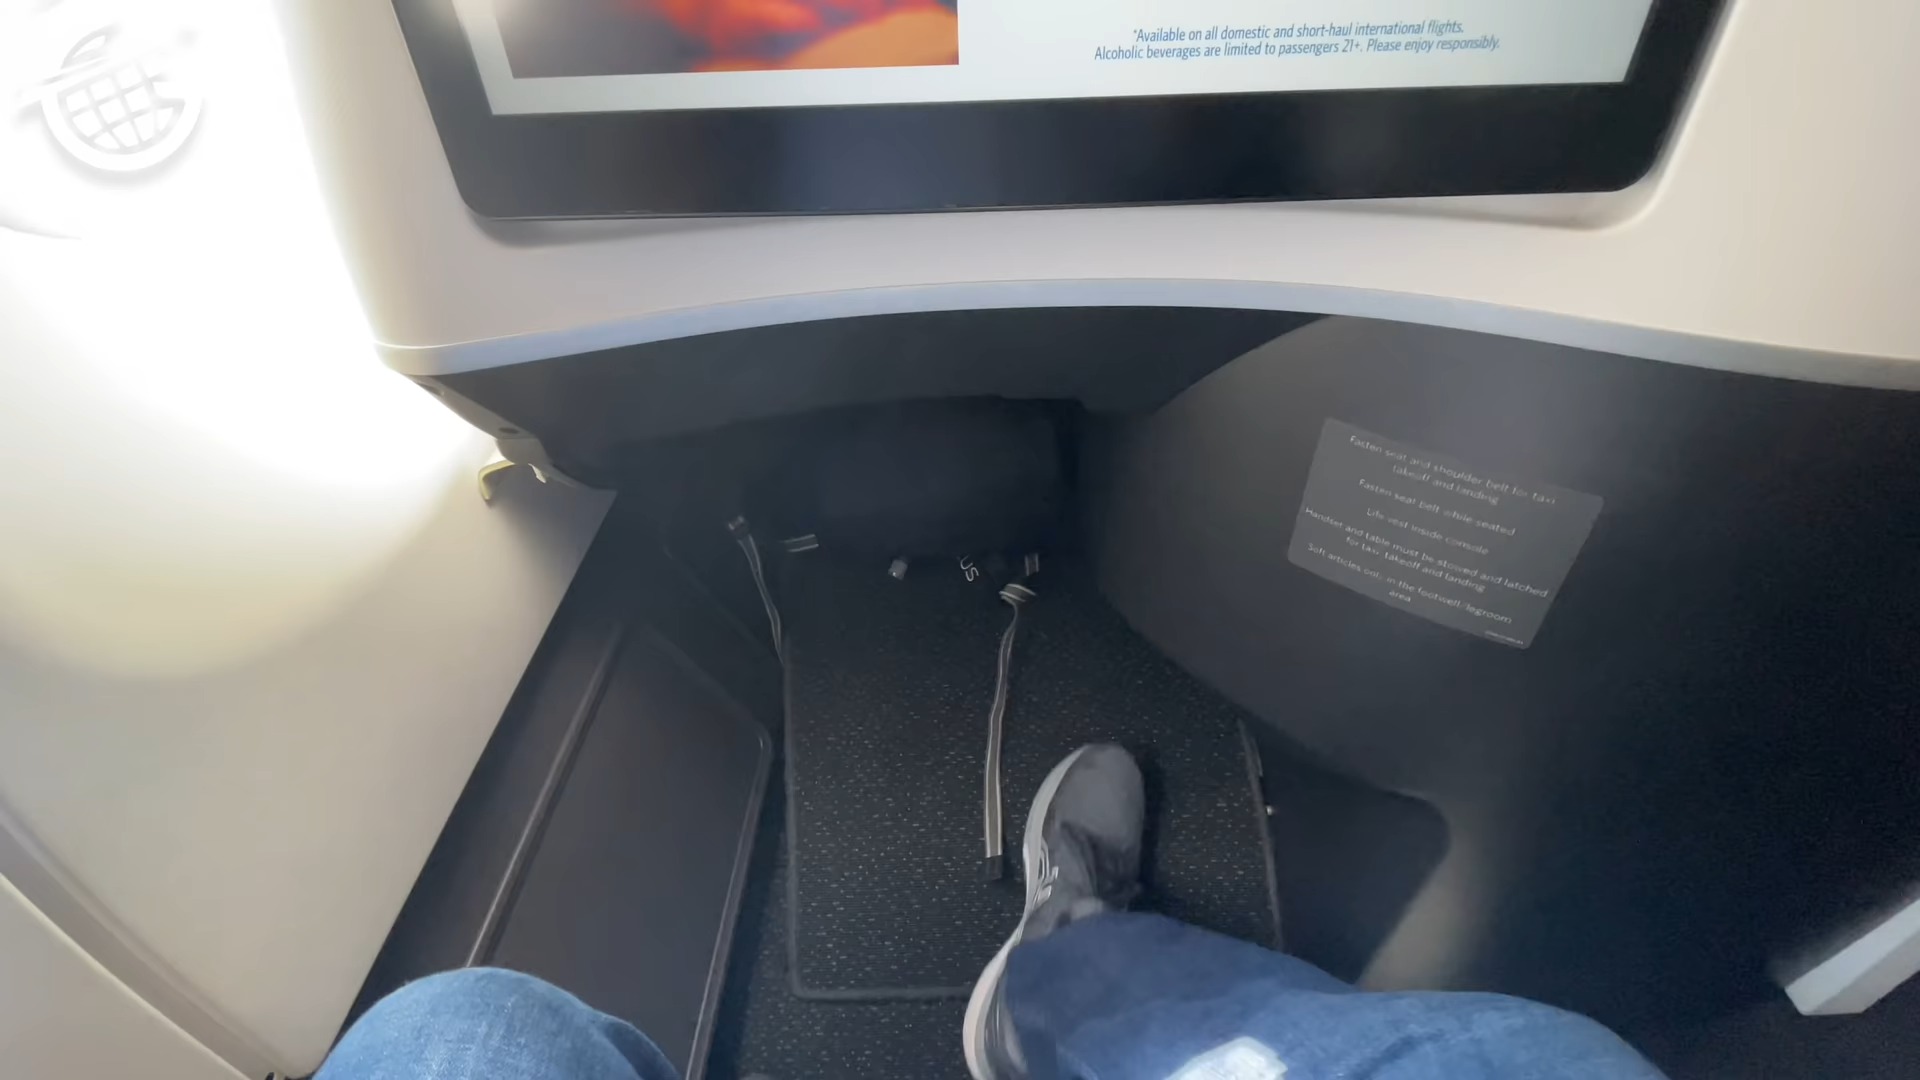 *Available on all domestic and short-haul international flights.
Alcoholic beverages are limited to passengers 21+. Please enjoy responsibly.
Fasten seat and shoulder belt for taxi
takeoff and landing
Fasten seat belt while seated
Life vest inside console
Handset and table must be stowed and latched
for taxi, takeoff and landing
Soft articles only in the footwell/legroom
area
US